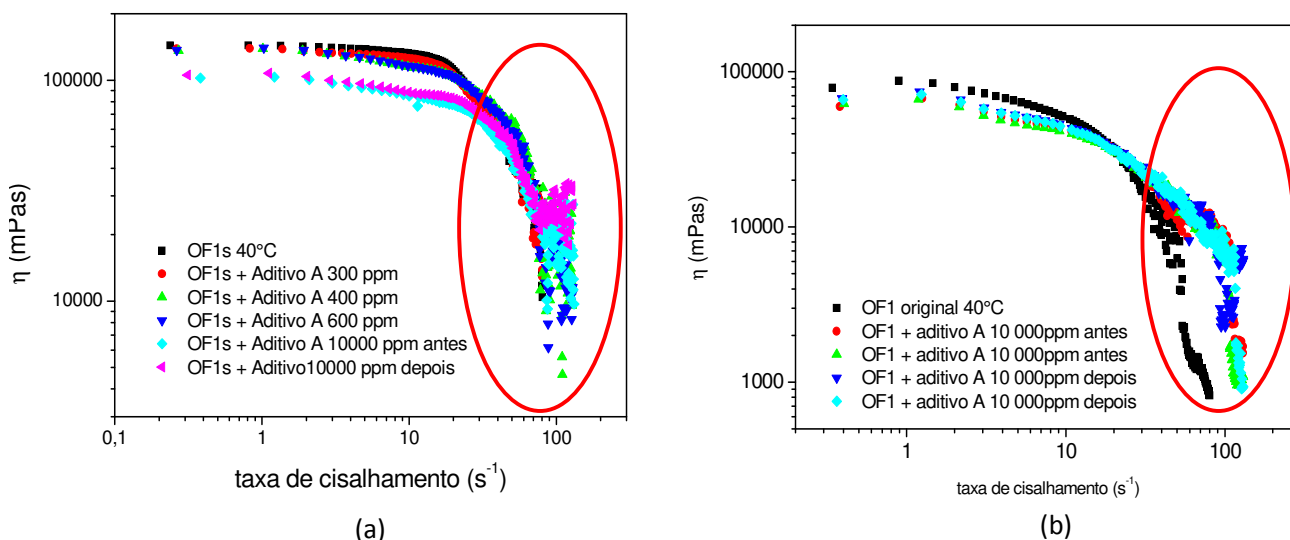 100000
10000
η (mPas)
OF1s 40°C
OF1s + Aditivo A 300 ppm
OF1s + Aditivo A 400 ppm
OF1s + Aditivo A 600 ppm
OF1s + Aditivo A 10000 ppm antes
OF1s + Aditivo10000 ppm depois
0,1 1 10 100
taxa de cisalhamento (s⁻¹)
(a)
100000
10000
1000
η (mPas)
OF1 original 40°C
OF1 + aditivo A 10 000ppm antes
OF1 + aditivo A 10 000ppm antes
OF1 + aditivo A 10 000ppm depois
OF1 + aditivo A 10 000ppm depois
1 10 100
taxa de cisalhamento (s⁻¹)
(b)